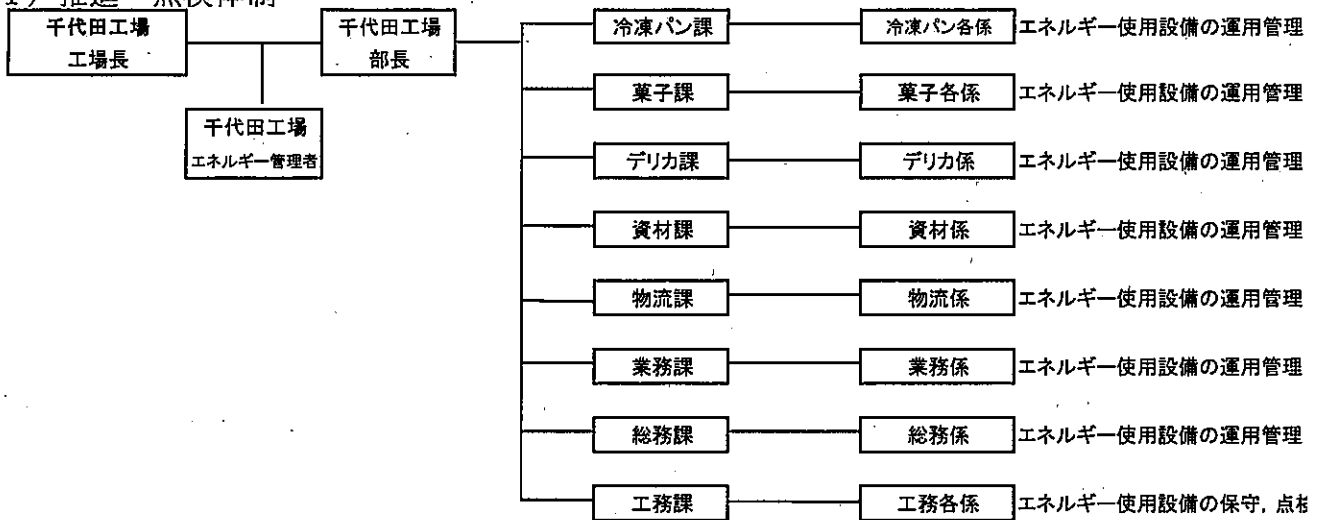 千代田工場
工場長
千代田工場
部長
千代田工場
エネルギー管理者
冷凍パン課
冷凍パン各係
エネルギー使用設備の運用管理
菓子課
菓子各係
エネルギー使用設備の運用管理
デリカ課
デリカ係
エネルギー使用設備の運用管理
資材課
資材係
エネルギー使用設備の運用管理
物流課
物流係
エネルギー使用設備の運用管理
業務課
業務係
エネルギー使用設備の運用管理
総務課
総務係
エネルギー使用設備の運用管理
工務課
工務各係
エネルギー使用設備の保守, 点